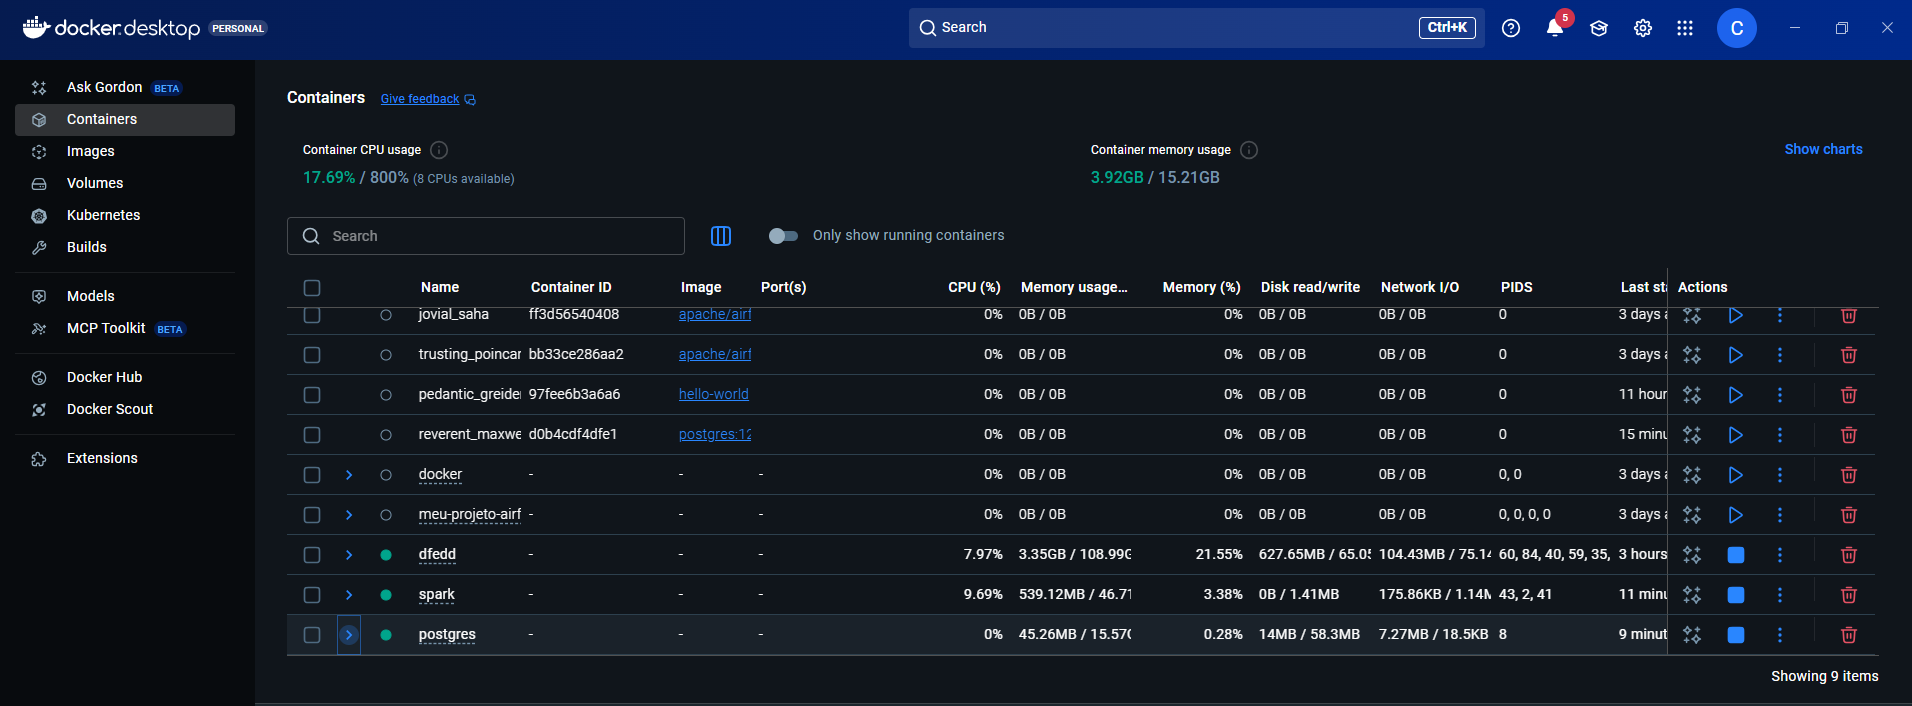 docker.desktop PERSONAL
Search Ctrl+K
5
C
Ask Gordon BETA
Containers
Images
Volumes
Kubernetes
Builds
Models
MCP Toolkit BETA
Docker Hub
Docker Scout
Extensions
Containers Give feedback
Container CPU usage
17.69% / 800% (8 CPUs available)
Container memory usage
3.92GB / 15.21GB
Show charts
Search
Only show running containers
Name Container ID Image Port(s) CPU (%) Memory usage... Memory (%) Disk read/write Network I/O PIDS Last sta Actions
jovial_saha ff3d56540408 apache/airf 0% 0B / 0B 0% 0B / 0B 0B / 0B 0 3 days a
trusting_poincar bb33ce286aa2 apache/airf 0% 0B / 0B 0% 0B / 0B 0B / 0B 0 3 days a
pedantic_greider 97fee6b3a6a6 hello-world 0% 0B / 0B 0% 0B / 0B 0B / 0B 0 11 hour
reverent_maxwe d0b4cdf4dfe1 postgres:12 0% 0B / 0B 0% 0B / 0B 0B / 0B 0 15 minu
docker - - - 0% 0B / 0B 0% 0B / 0B 0B / 0B 0, 0 3 days a
meu-projeto-airf - - - 0% 0B / 0B 0% 0B / 0B 0B / 0B 0, 0, 0, 0 3 days a
dfedd - - - 7.97% 3.35GB / 108.99G 21.55% 627.65MB / 65.05 104.43MB / 75.14 60, 84, 40, 59, 35, 3 hours
spark - - - 9.69% 539.12MB / 46.71 3.38% 0B / 1.41MB 175.86KB / 1.14M 43, 2, 41 11 minu
postgres - - - 0% 45.26MB / 15.57G 0.28% 14MB / 58.3MB 7.27MB / 18.5KB 8 9 minut
Showing 9 items